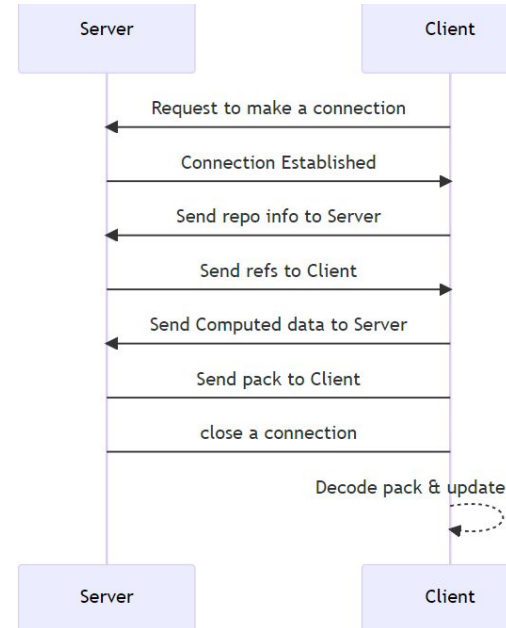 Server
Client
Request to make a connection
Connection Established
Send repo info to Server
Send refs to Client
Send Computed data to Server
Send pack to Client
close a connection
Decode pack & update
Server
Client